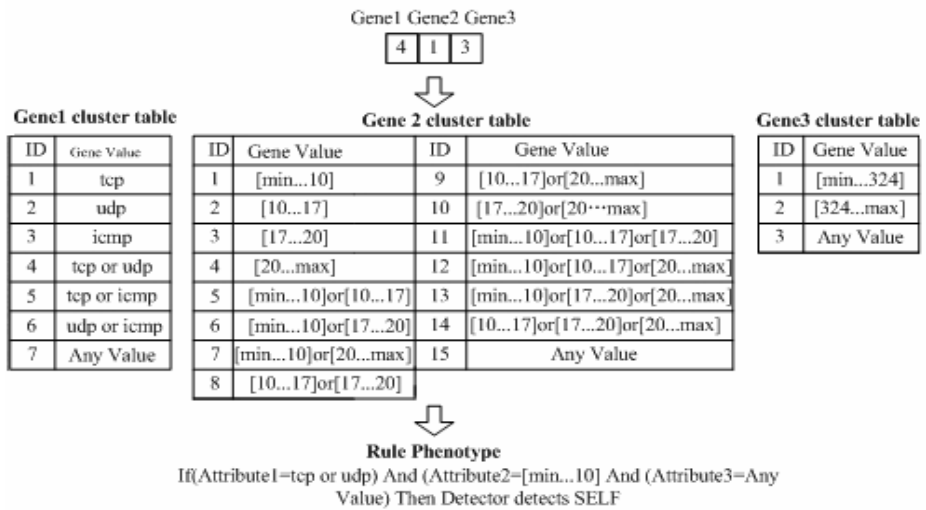 Gene1 Gene2 Gene3
4 1 3
Gene1 cluster table
ID Gene Value
1 tcp
2 udp
3 icmp
4 tcp or udp
5 tcp or icmp
6 udp or icmp
7 Any Value
Gene 2 cluster table
ID Gene Value ID Gene Value
1 [min...10] 9 [10...17]or[20...max]
2 [10...17] 10 [17...20]or[20···max]
3 [17...20] 11 [min...10]or[10...17]or[17...20]
4 [20...max] 12 [min...10]or[10...17]or[20...max]
5 [min...10]or[10...17] 13 [min...10]or[17...20]or[20...max]
6 [min...10]or[17...20] 14 [10...17]or[17...20]or[20...max]
7 [min...10]or[20...max] 15 Any Value
8 [10...17]or[17...20]
Gene3 cluster table
ID Gene Value
1 [min...324]
2 [324...max]
3 Any Value
Rule Phenotype
If(Attribute1=tcp or udp) And (Attribute2=[min...10] And (Attribute3=Any
Value) Then Detector detects SELF